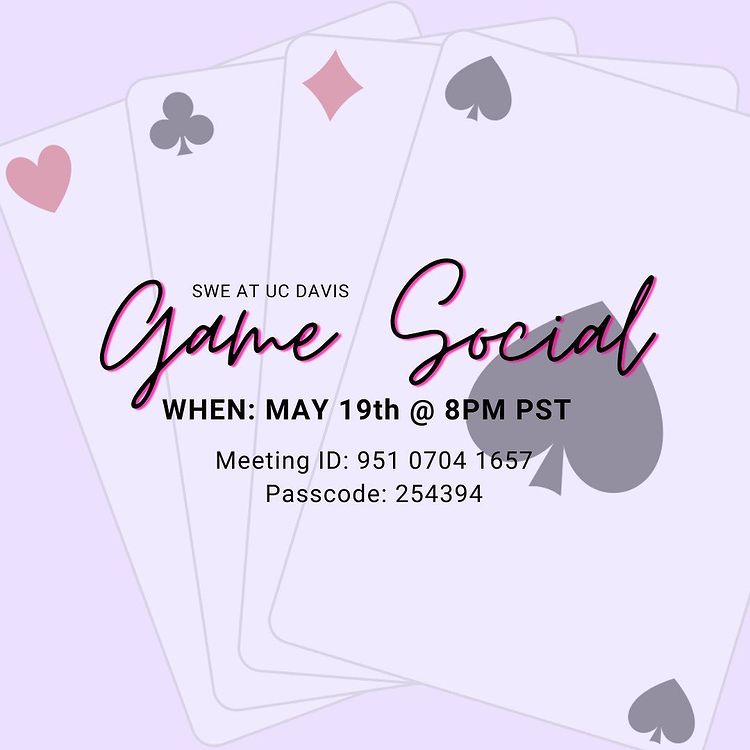 SWE AT UC DAVIS
Game Social
WHEN: MAY 19th @ 8PM PST
Meeting ID: 951 0704 1657
Passcode: 254394